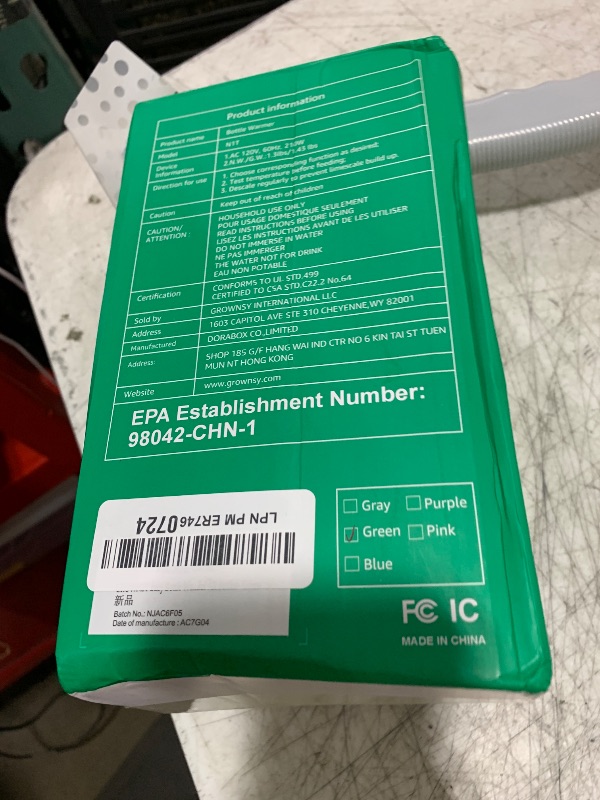 Product information
Product name Bottle Warmer
Model N1T
Device Information 1.AC 120V, 60Hz, 210W
2.N.W./G.W. 1.3lbs/1.45 lbs
Direction for use 1. Choose corresponding function as desired;
2. Test temperature before feeding;
3. Descale regularly to prevent limescale build up.
Caution Keep out of reach of children
CAUTION/ATTENTION : HOUSEHOLD USE ONLY
POUR USAGE DOMESTIQUE SEULEMENT
READ INSTRUCTIONS BEFORE USING
LISEZ LES INSTRUCTIONS AVANT DE LES UTILISER
DO NOT IMMERSE IN WATER
NE PAS IMMERGER
THE WATER NOT FOR DRINK
EAU NON POTABLE
Certification CONFORMS TO UL STD.499
CERTIFIED TO CSA STD.C22.2 No.64
Sold by GROWNSY INTERNATIONAL LLC
Address 1603 CAPITOL AVE STE 310 CHEYENNE,WY 82001
Manufactured DORABOX CO.,LIMITED
Address: SHOP 185 G/F HANG WAI IND CTR NO 6 KIN TAI ST TUEN
MUN NT HONG KONG
Website www.grownsy.com
EPA Establishment Number:
98042-CHN-1
LPN PM ER7460724
新品
Batch No.: NJAC6F05
Date of manufacture : AC7G04
Gray Purple
Green Pink
Blue
FC IC
MADE IN CHINA